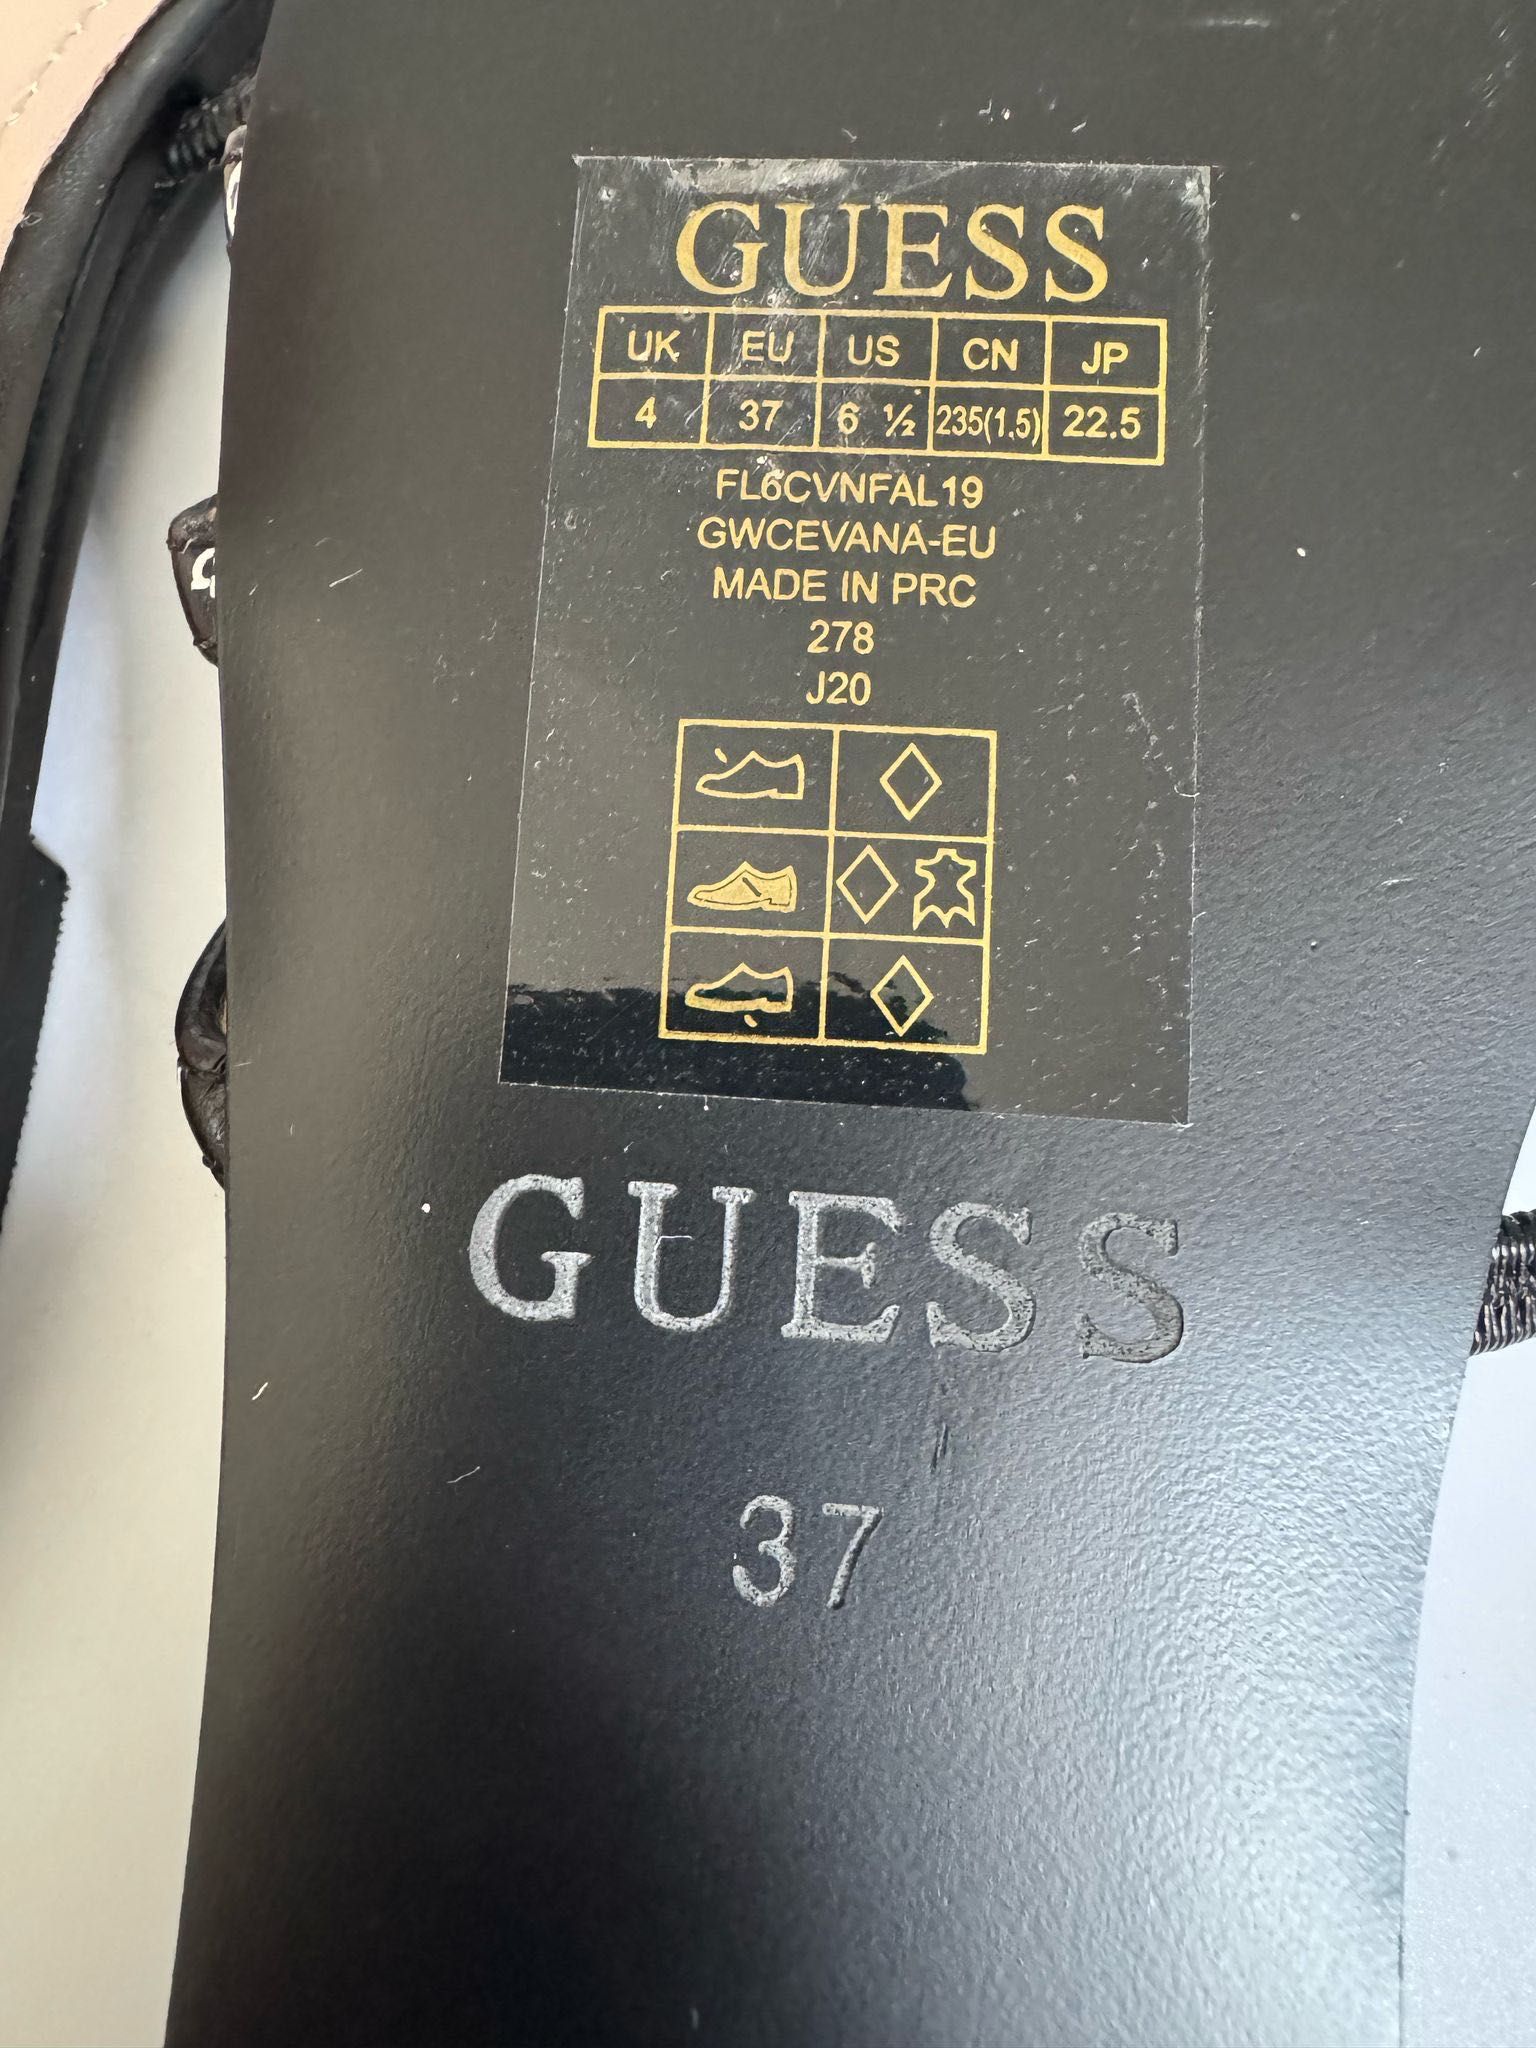 GUESS
UK EU US CN JP
4 37 6 ½ 235(1.5) 22.5
FL6CVNFAL19
GWCEVANA-EU
MADE IN PRC
278
J20
GUESS
37